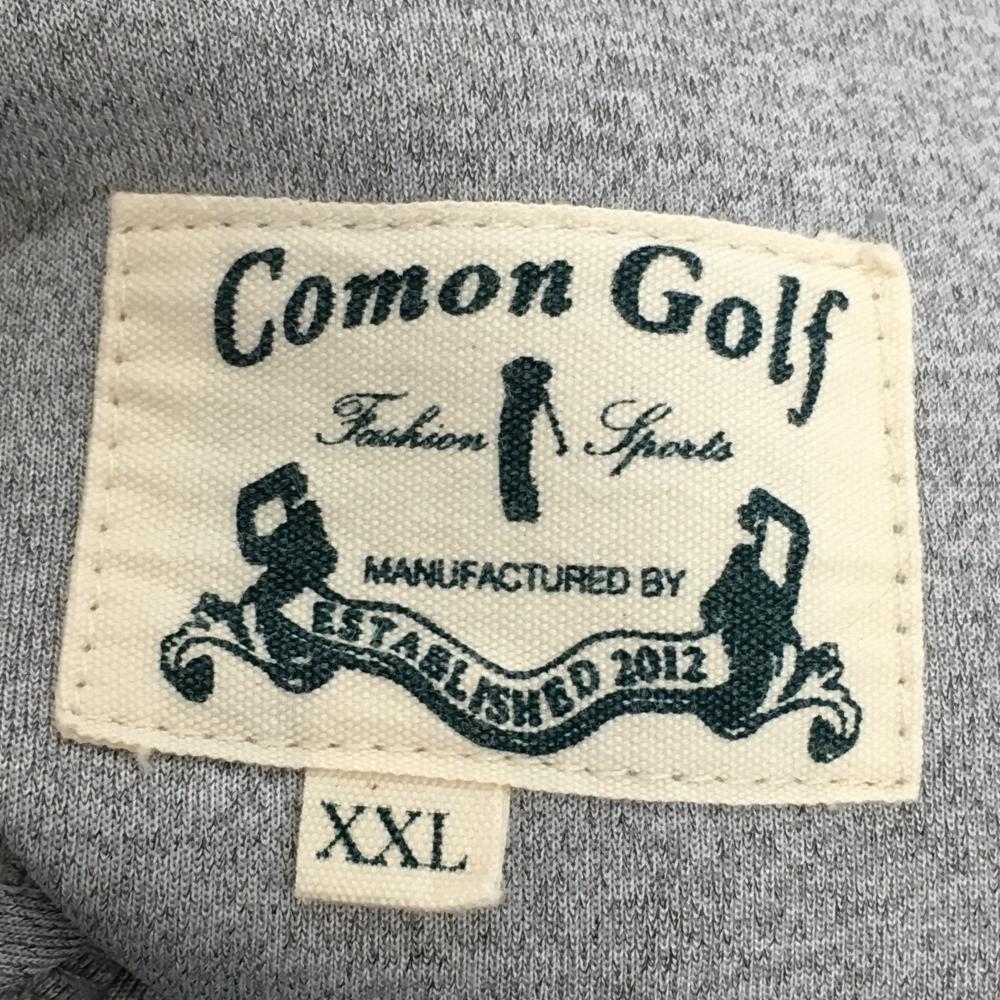 Comon Golf
Fashion Sports
MANUFACTURED BY
ESTABLISHED 2012
XXL